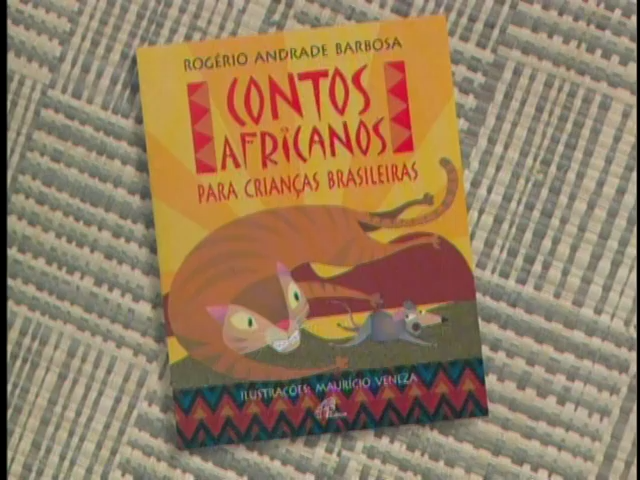 ROGÉRIO ANDRADE BARBOSA
CONTOS
AFRICANOS
PARA CRIANÇAS BRASILEIRAS
ILUSTRAÇÕES: MAURÍCIO VENEZA